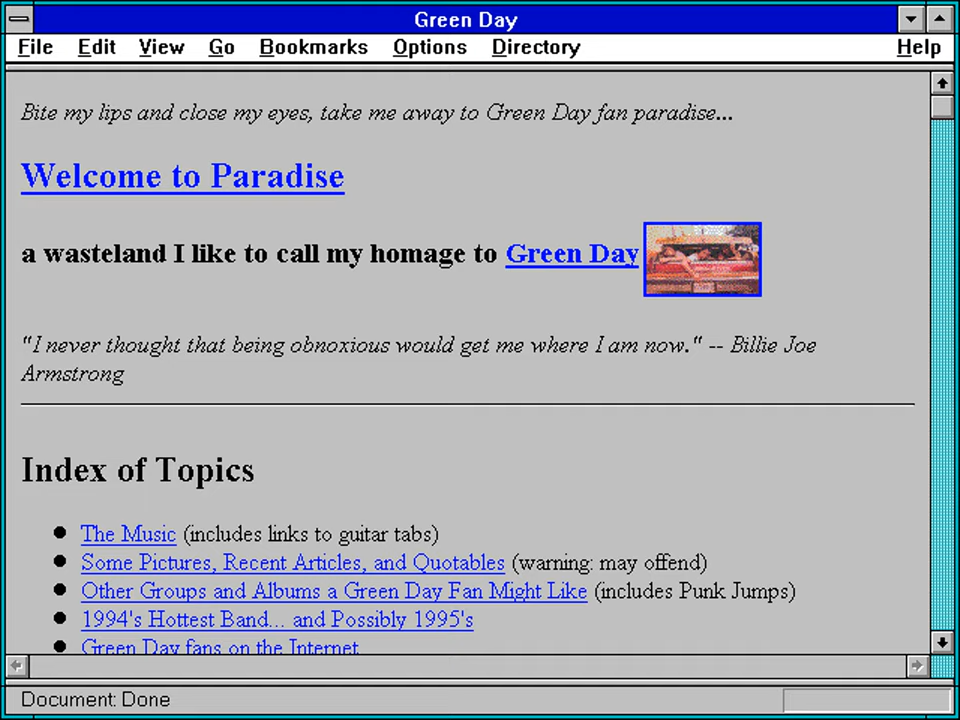 Green Day
File Edit View Go Bookmarks Options Directory Help
Bite my lips and close my eyes, take me away to Green Day fan paradise...
Welcome to Paradise
a wasteland I like to call my homage to Green Day
"I never thought that being obnoxious would get me where I am now." -- Billie Joe
Armstrong
Index of Topics
The Music (includes links to guitar tabs)
Some Pictures, Recent Articles, and Quotables (warning: may offend)
Other Groups and Albums a Green Day Fan Might Like (includes Punk Jumps)
1994's Hottest Band... and Possibly 1995's
Green Day fans on the Internet
Document: Done